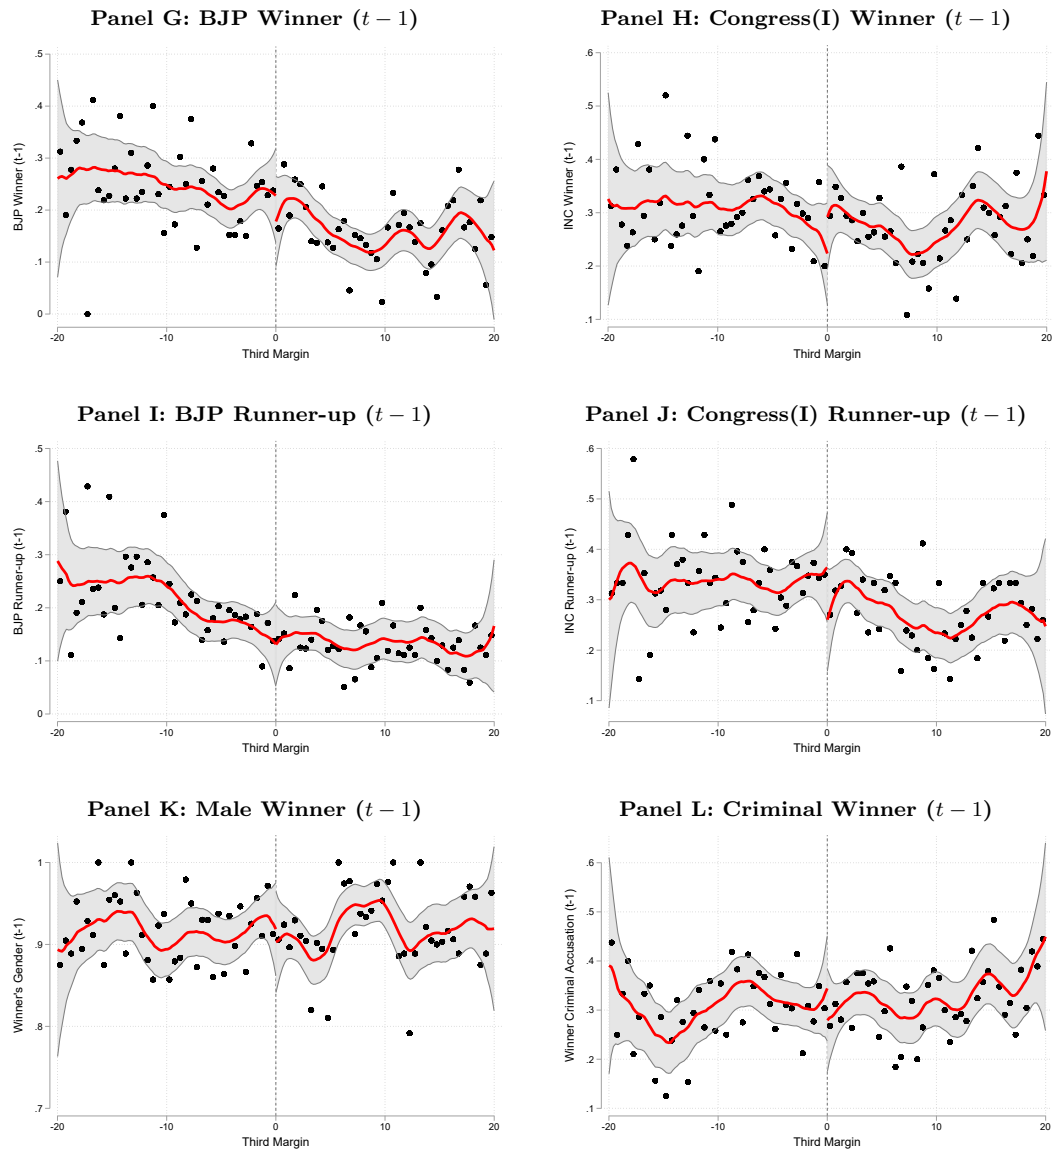 Panel G: BJP Winner (t − 1)
.5
.4
.3
.2
.1
0
BJP Winner (t-1)
-20 -10 0 10 20
Third Margin
Panel H: Congress(I) Winner (t − 1)
.6
.5
.4
.3
.2
.1
INC Winner (t-1)
-20 -10 0 10 20
Third Margin
Panel I: BJP Runner-up (t − 1)
.5
.4
.3
.2
.1
0
BJP Runner-up (t-1)
-20 -10 0 10 20
Third Margin
Panel J: Congress(I) Runner-up (t − 1)
.6
.5
.4
.3
.2
.1
INC Runner-up (t-1)
-20 -10 0 10 20
Third Margin
Panel K: Male Winner (t − 1)
1
.9
.8
.7
Winner's Gender (t-1)
-20 -10 0 10 20
Third Margin
Panel L: Criminal Winner (t − 1)
.6
.5
.4
.3
.2
.1
Winner Criminal Accusation (t-1)
-20 -10 0 10 20
Third Margin